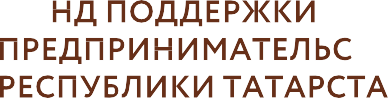 НД ПОДДЕРЖКИ
ПРЕДПРИНИМАТЕЛЬС
РЕСПУБЛИКИ ТАТАРСТА